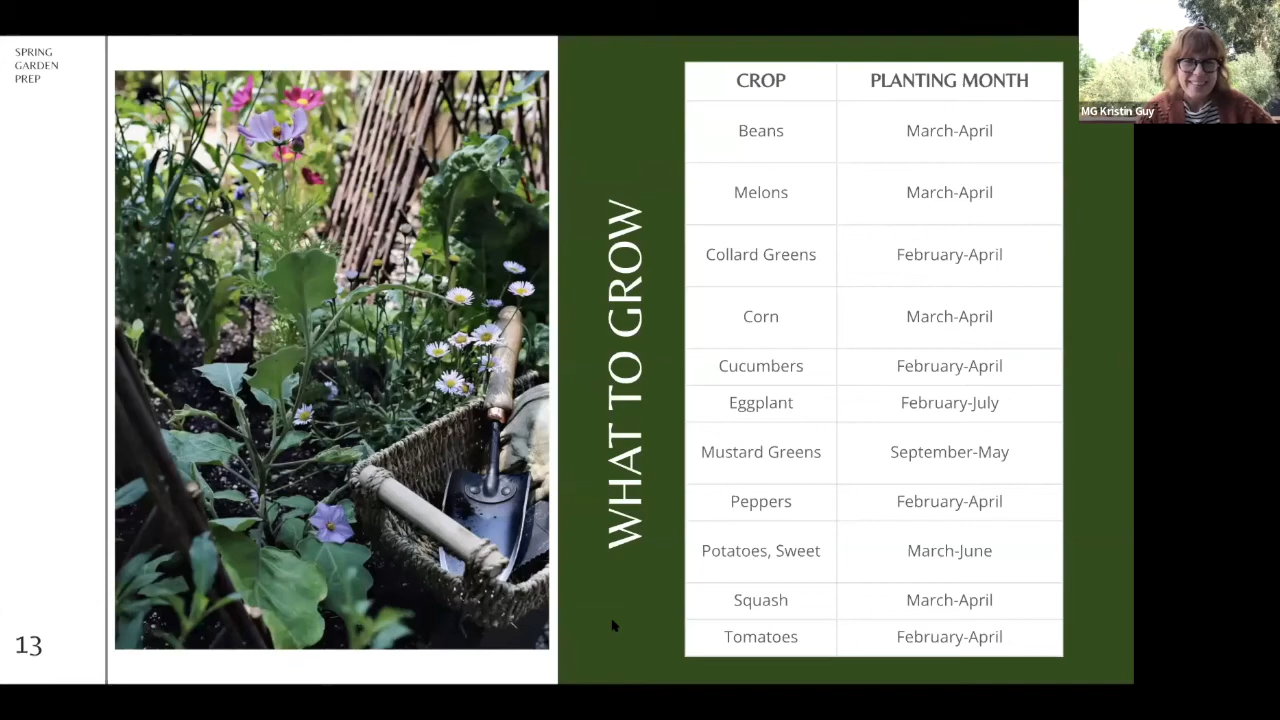 SPRING
GARDEN
PREP
13
WHAT TO GROW
CROP PLANTING MONTH
Beans March-April
Melons March-April
Collard Greens February-April
Corn March-April
Cucumbers February-April
Eggplant February-July
Mustard Greens September-May
Peppers February-April
Potatoes, Sweet March-June
Squash March-April
Tomatoes February-April
MG Kristin Guy